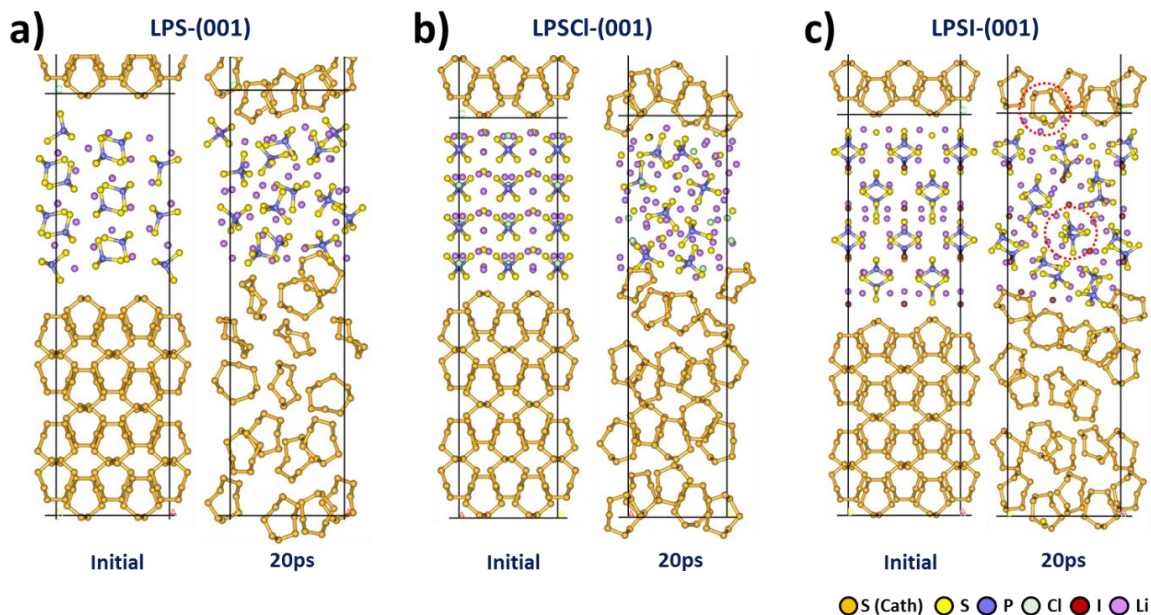 a) LPS-(001)
b) LPSCl-(001)
c) LPSI-(001)
Initial 20ps
Initial 20ps
Initial 20ps
S (Cath) S P Cl I Li